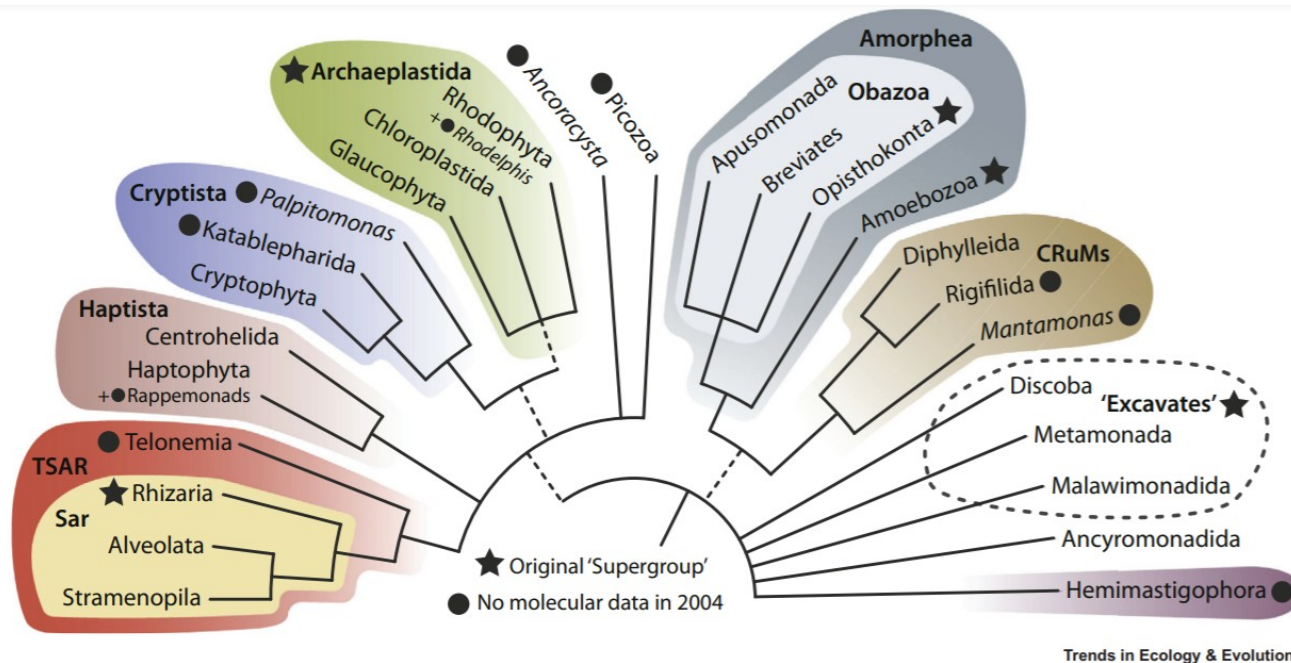 ★ Archaeplastida
Rhodophyta
+● Rhodelphis
Chloroplastida
Glaucophyta
● Ancoracysta
● Picozoa
Amorphea
Obazoa
Apusomonada
Breviates
Opisthokonta ★
Amoebozoa ★
Cryptista
● Palpitomonas
● Katablepharida
Cryptophyta
CRuMs
Diphylleida
Rigifilida ●
Mantamonas ●
Haptista
Centrohelida
Haptophyta
+● Rappemonads
Discoba
'Excavates' ★
Metamonada
Malawimonadida
Ancyromonadida
Hemimastigophora ●
TSAR
● Telonemia
Sar
★ Rhizaria
Alveolata
Stramenopila
★ Original 'Supergroup'
● No molecular data in 2004
Trends in Ecology & Evolution